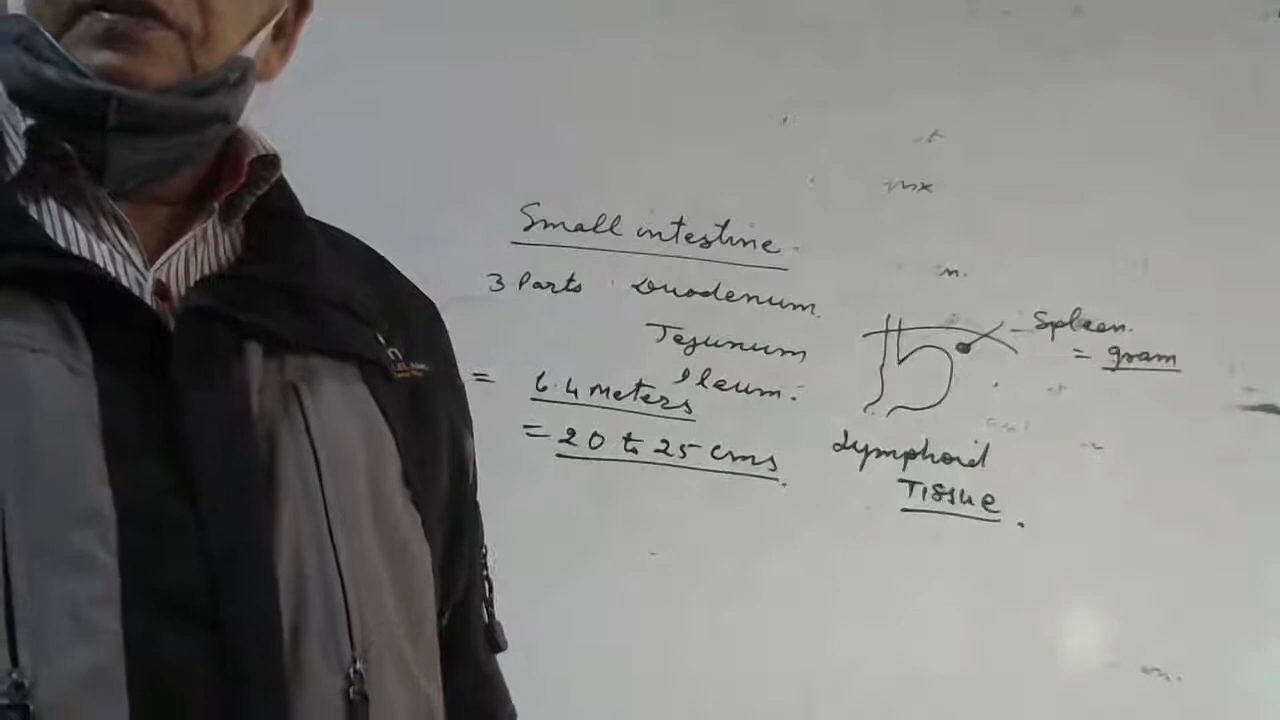 Small intestine.
3 Parts : Duodenum.
Jejunum
Ileum.
= 6.4 Meters
= 20 to 25 cms.
Spleen.
= gram
Lymphoid
Tissue.